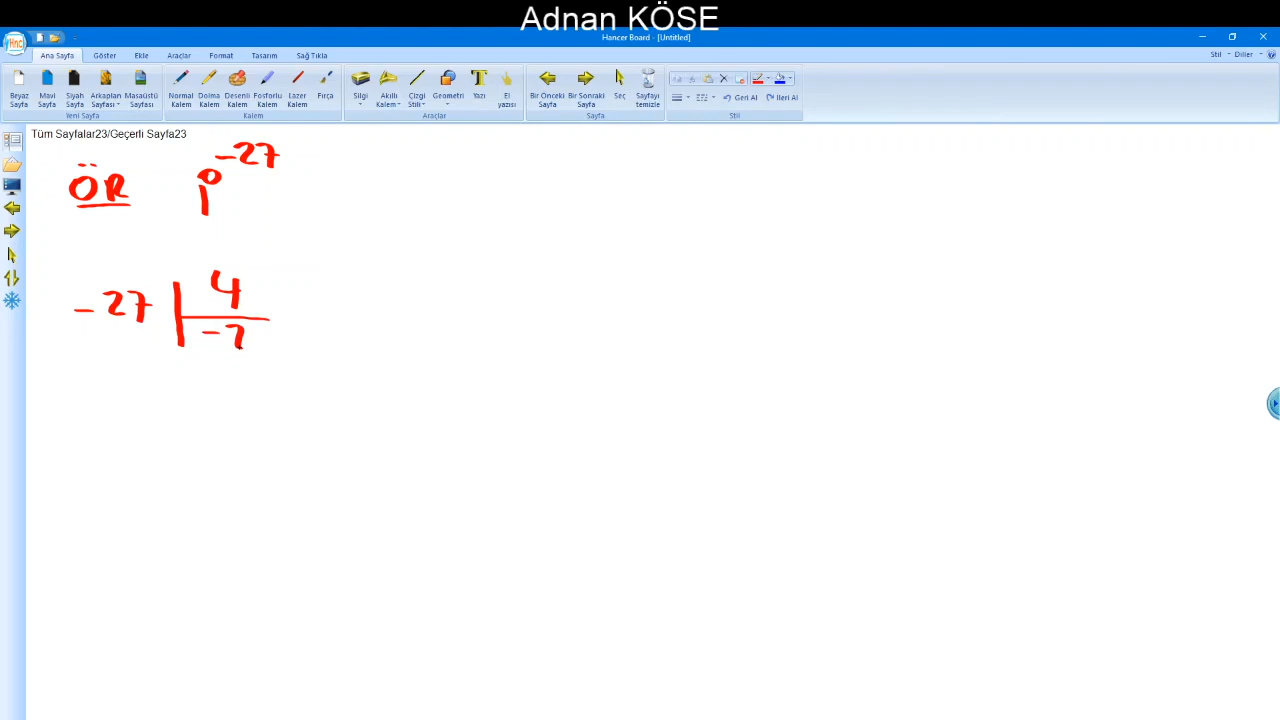 Adnan KÖSE
Hancer Board - [Untitled]
Hnc
Ana Sayfa Göster Ekle Araçlar Format Tasarım Sağ Tıkla Stil Diller
Beyaz Sayfa Mavi Sayfa Siyah Sayfa Arkaplan Sayfası Masaüstü Sayfası Normal Kalem Dolma Kalem Desenli Kalem Fosforlu Kalem Lazer Kalem Fırça Silgi Akıllı Kalem Çizgi Stili Geometri Yazı El yazısı Bir Önceki Sayfa Bir Sonraki Sayfa Seç Sayfayı temizle Geri Al İleri Al
Yeni Sayfa Kalem Araçlar Sayfa Stil
Tüm Sayfalar23/Geçerli Sayfa23
ÖR i^-27
-27 | 4
-7